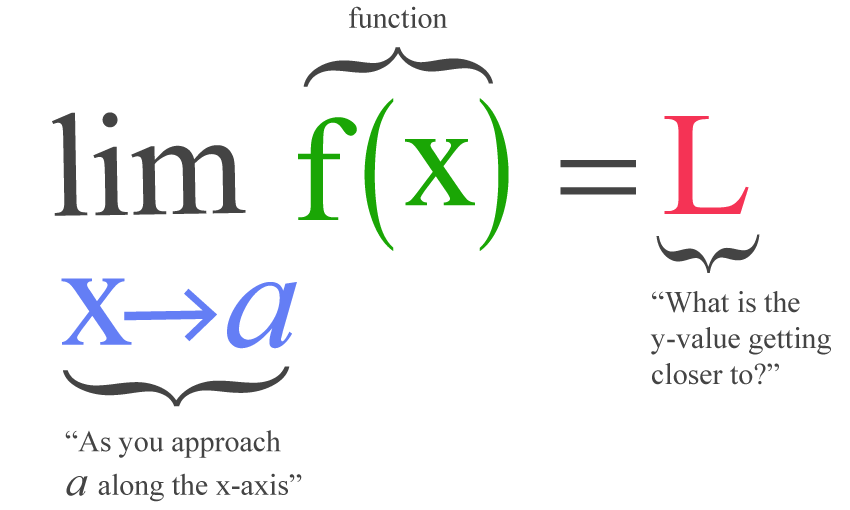 function
lim f(x) = L
x→a
“What is the
y-value getting
closer to?”
“As you approach
a along the x-axis”